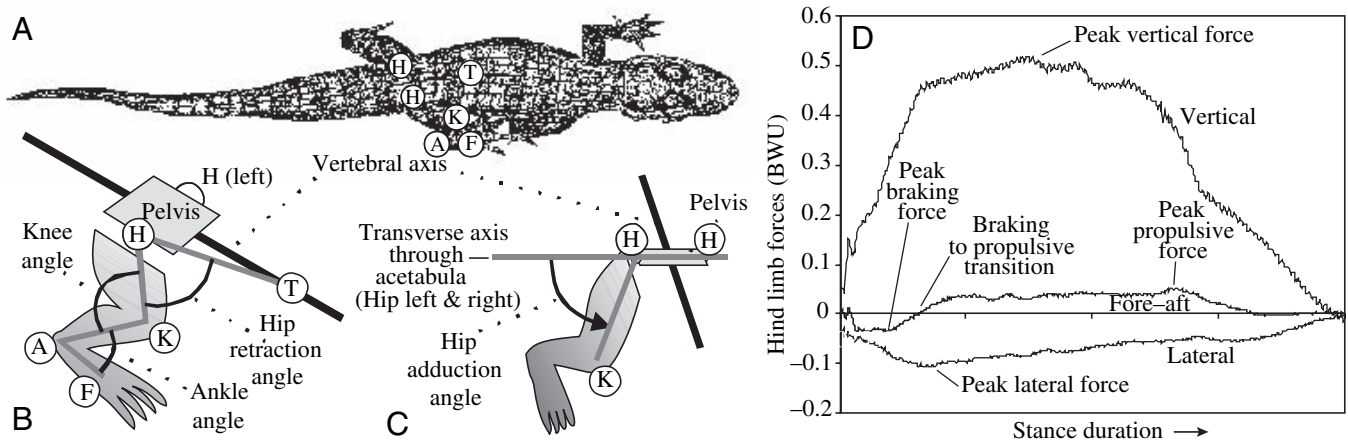 A
H
T
H
K
A
F
Vertebral axis
H (left)
Pelvis
H
Knee
angle
T
A
K
F
Hip
retraction
angle
Ankle
angle
B
Pelvis
H
H
Transverse axis
through
acetabula
(Hip left & right)
Hip
adduction
angle
K
C
D
0.6
0.5
0.4
0.3
0.2
0.1
0
–0.1
–0.2
Hind limb forces (BWU)
Peak vertical force
Vertical
Peak
braking
force
Braking
to propulsive
transition
Peak
propulsive
force
Fore–aft
Lateral
Peak lateral force
Stance duration